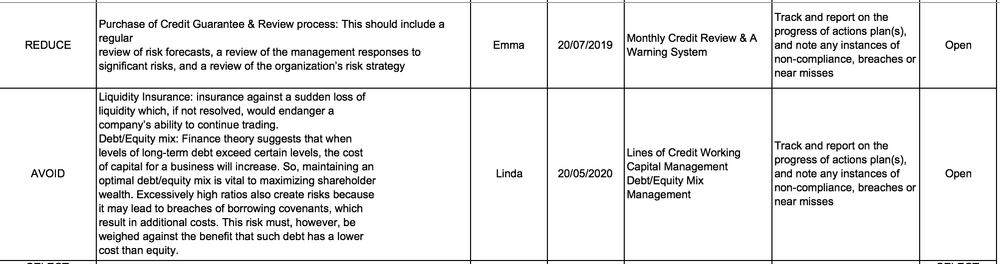 REDUCE
Purchase of Credit Guarantee & Review process: This should include a
regular
review of risk forecasts, a review of the management responses to
significant risks, and a review of the organization’s risk strategy
Emma
20/07/2019
Monthly Credit Review & A
Warning System
Track and report on the
progress of actions plan(s),
and note any instances of
non-compliance, breaches or
near misses
Open
AVOID
Liquidity Insurance: insurance against a sudden loss of
liquidity which, if not resolved, would endanger a
company’s ability to continue trading.
Debt/Equity mix: Finance theory suggests that when
levels of long-term debt exceed certain levels, the cost
of capital for a business will increase. So, maintaining an
optimal debt/equity mix is vital to maximizing shareholder
wealth. Excessively high ratios also create risks because
it may lead to breaches of borrowing covenants, which
result in additional costs. This risk must, however, be
weighed against the benefit that such debt has a lower
cost than equity.
Linda
20/05/2020
Lines of Credit Working
Capital Management
Debt/Equity Mix
Management
Track and report on the
progress of actions plan(s),
and note any instances of
non-compliance, breaches or
near misses
Open